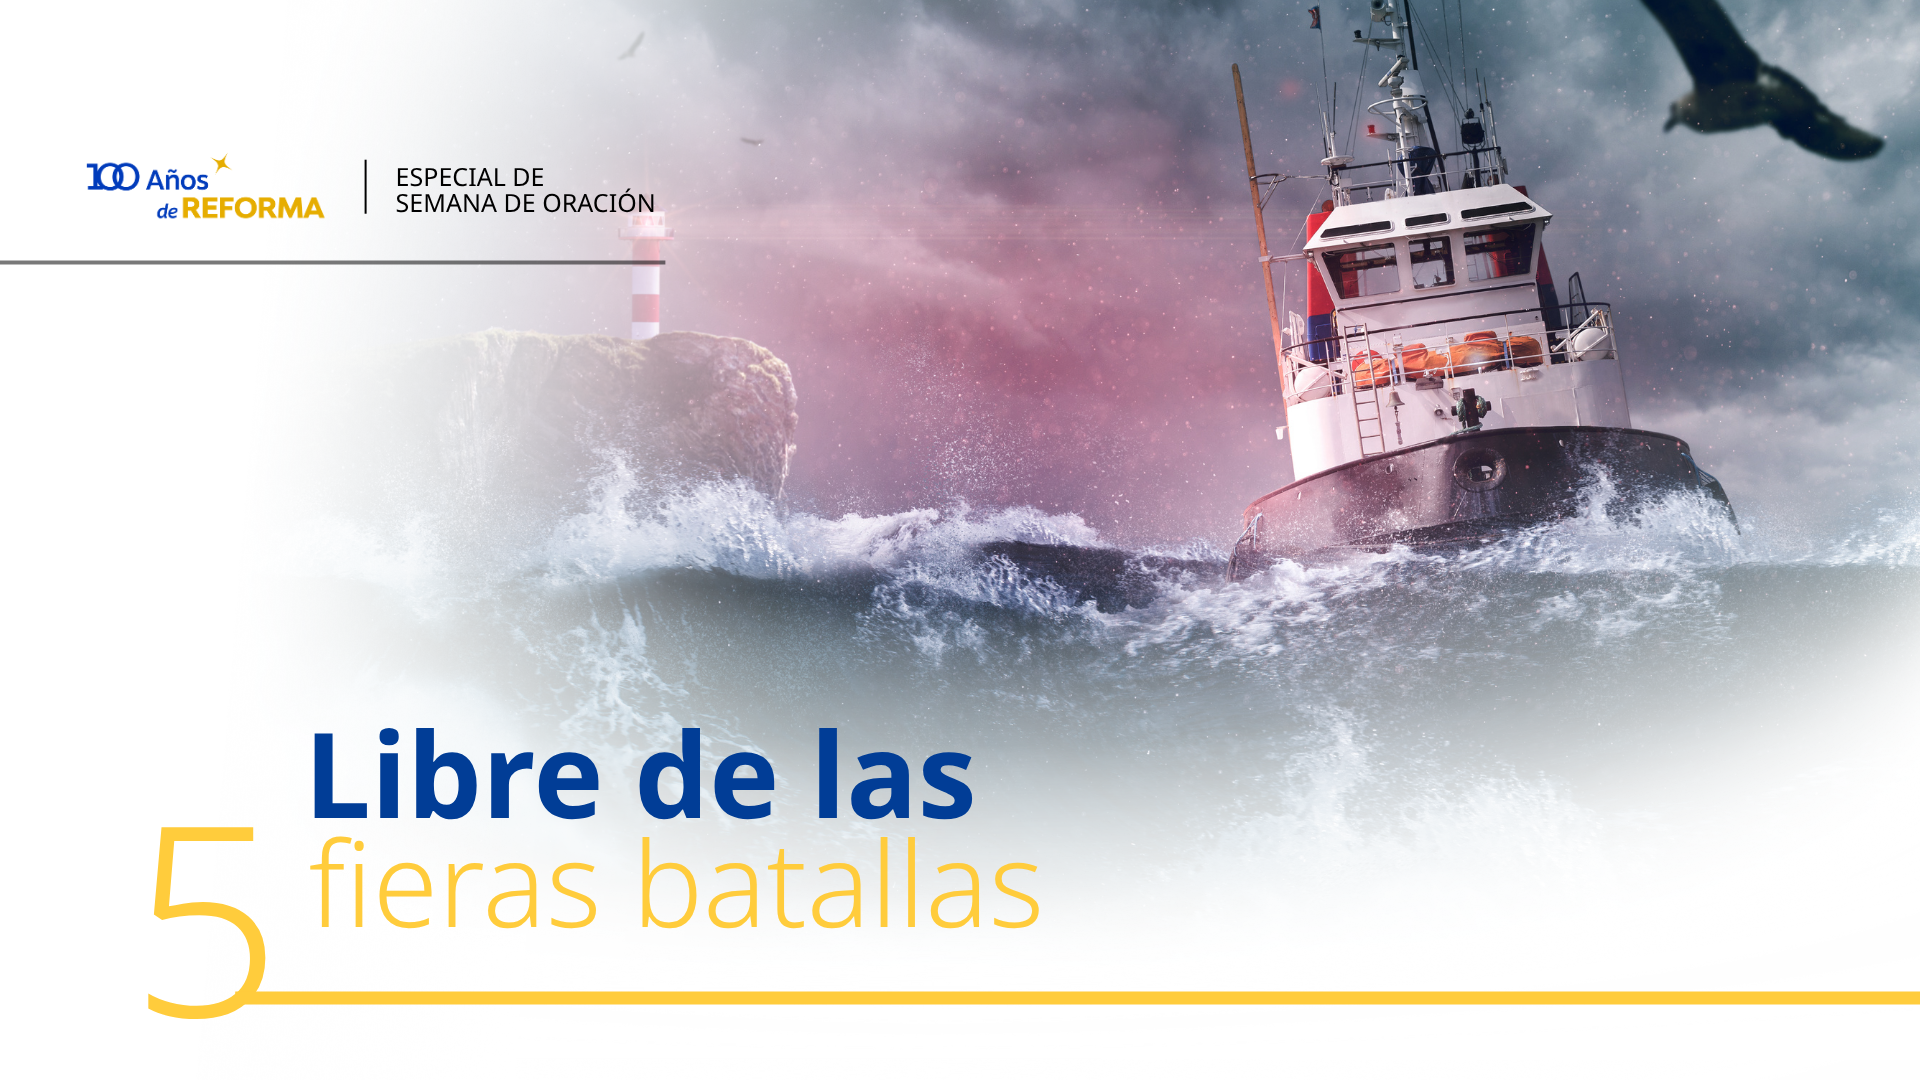 100 Años
de REFORMA
ESPECIAL DE
SEMANA DE ORACIÓN
5
Libre de las
fieras batallas